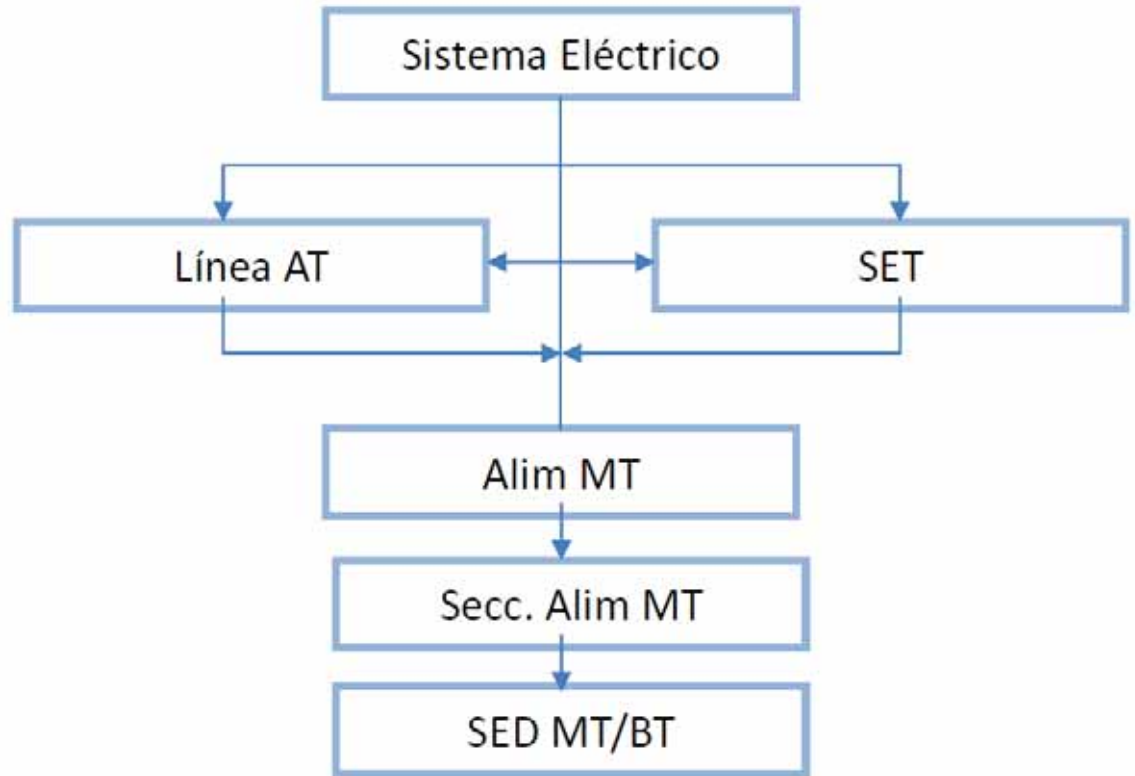 Sistema Eléctrico
Línea AT
SET
Alim MT
Secc. Alim MT
SED MT/BT